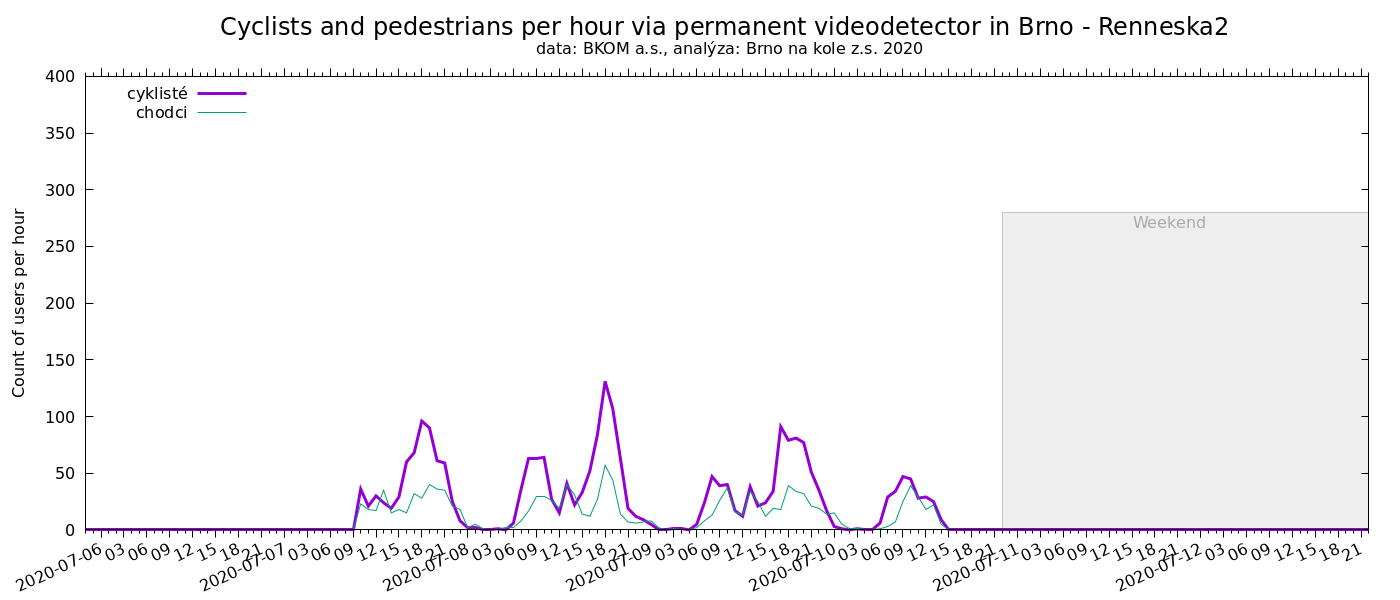 Cyclists and pedestrians per hour via permanent videodetector in Brno - Renneska2
data: BKOM a.s., analýza: Brno na kole z.s. 2020
Count of users per hour
400
350
300
250
200
150
100
50
0
cyklisté
chodci
Weekend
2020-07-06 03 06 09 12 15 18 21 2020-07-07 03 06 09 12 15 18 21 2020-07-08 03 06 09 12 15 18 21 2020-07-09 03 06 09 12 15 18 21 2020-07-10 03 06 09 12 15 18 21 2020-07-11 03 06 09 12 15 18 21 2020-07-12 03 06 09 12 15 18 21